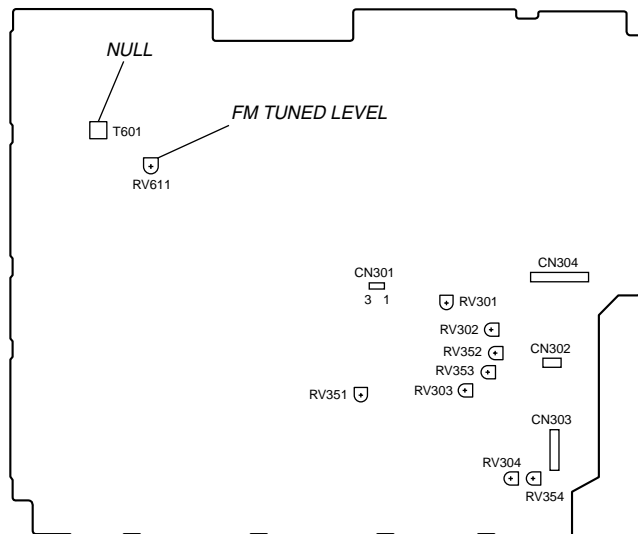 NULL
FM TUNED LEVEL
T601
RV611
CN304
CN301
3 1
RV301
RV302
CN302
RV352
RV353
RV303
RV351
CN303
RV304
RV354